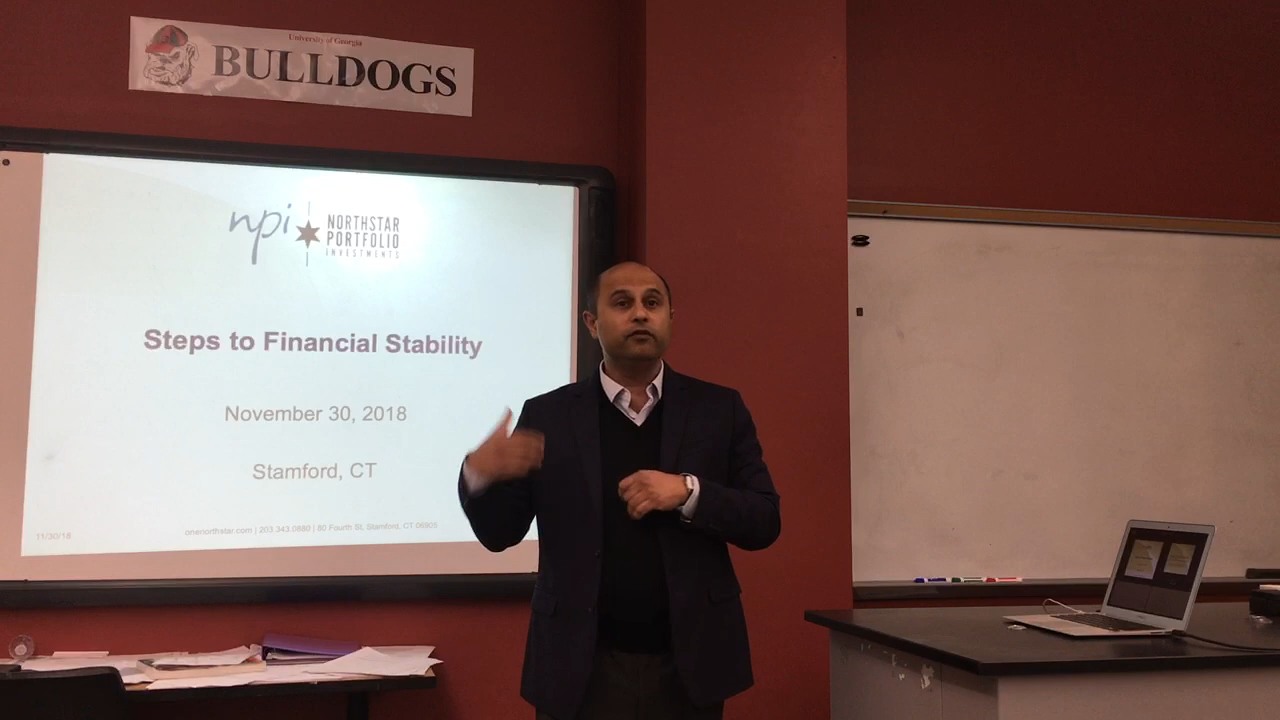 University of Georgia
BULLDOGS
npi
NORTHSTAR
PORTFOLIO
INVESTMENTS
Steps to Financial Stability
November 30, 2018
Stamford, CT
11/30/18
onenorthstar.com | 203.343.0880 | 80 Fourth St, Stamford, CT 06905